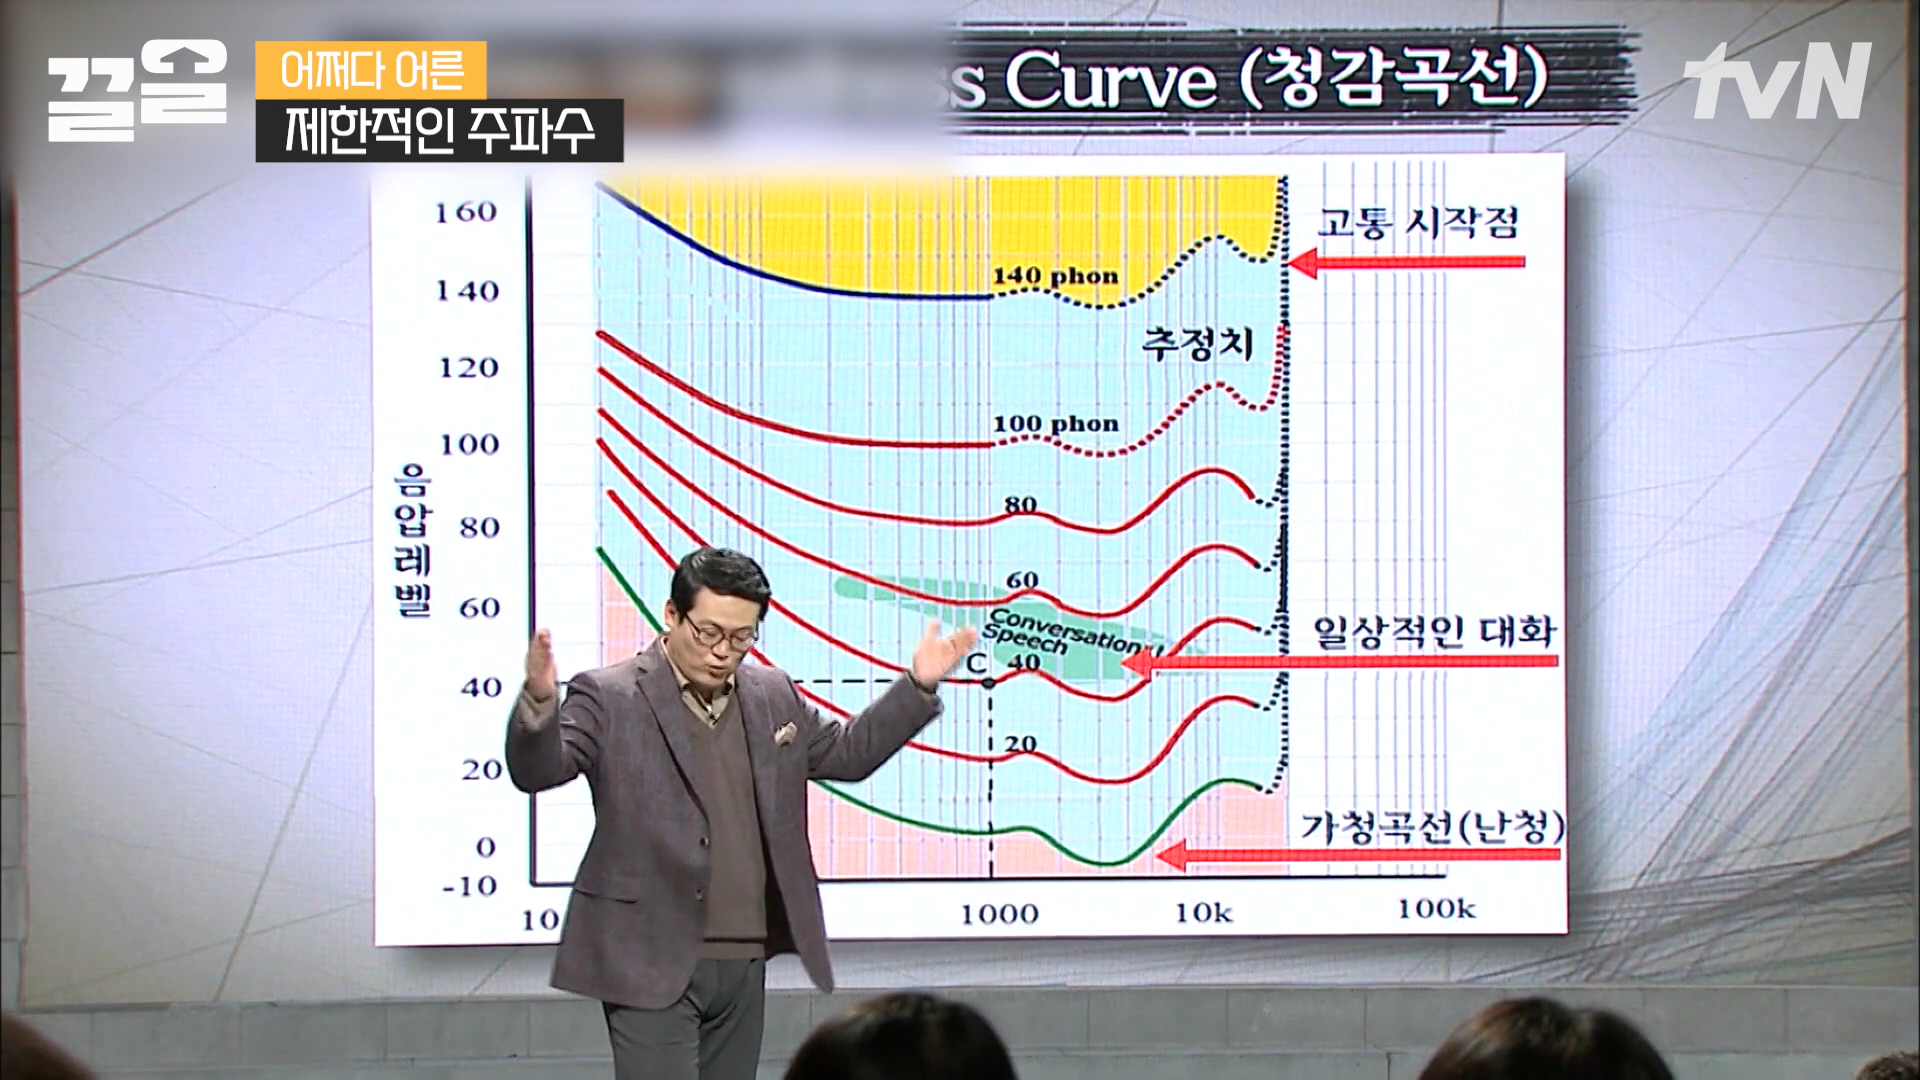 끌올
어쩌다 어른
제한적인 주파수
ss Curve (청감곡선)
tvN
160
140
120
100
80
60
40
20
0
-10
음압레벨
140 phon
추정치
100 phon
80
60
Conversational
Speech
C
40
20
고통 시작점
일상적인 대화
가청곡선(난청)
10
1000
10k
100k